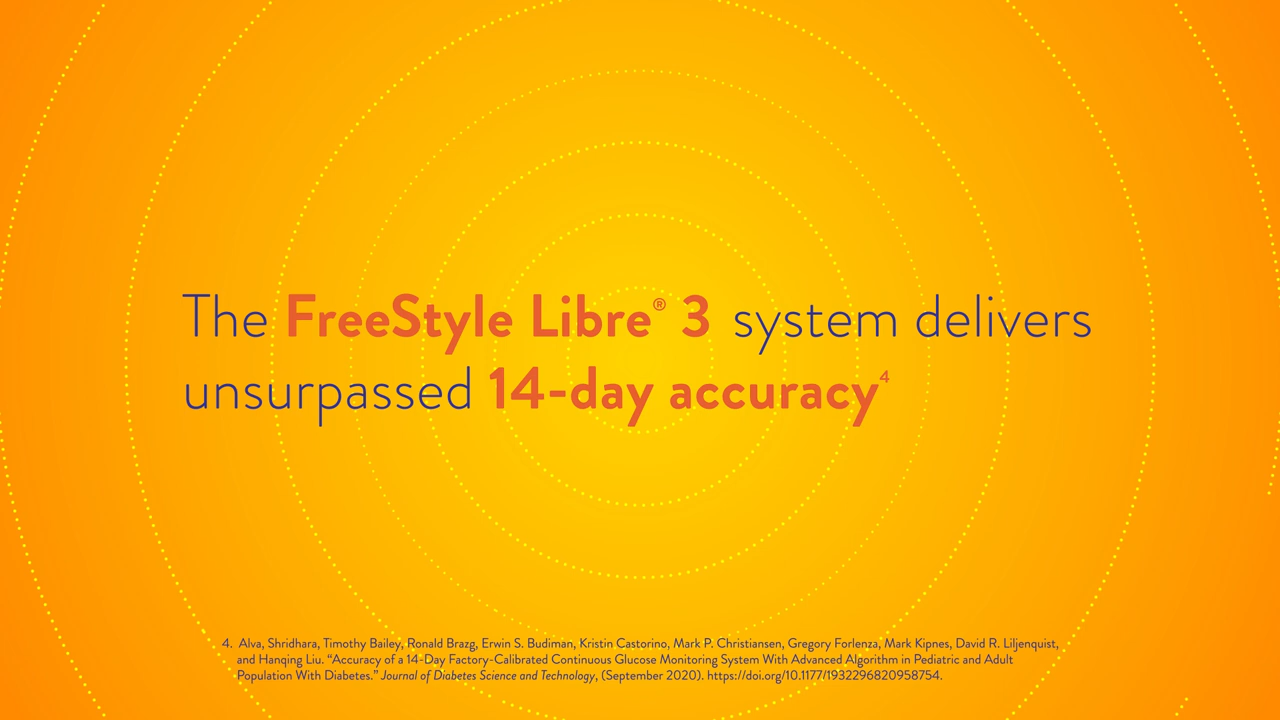 The FreeStyle Libre® 3 system delivers
unsurpassed 14-day accuracy4
4. Alva, Shridhara, Timothy Bailey, Ronald Brazg, Erwin S. Budiman, Kristin Castorino, Mark P. Christiansen, Gregory Forlenza, Mark Kipnes, David R. Liljenquist,
and Hanqing Liu. “Accuracy of a 14-Day Factory-Calibrated Continuous Glucose Monitoring System With Advanced Algorithm in Pediatric and Adult
Population With Diabetes.” Journal of Diabetes Science and Technology, (September 2020). https://doi.org/10.1177/1932296820958754.